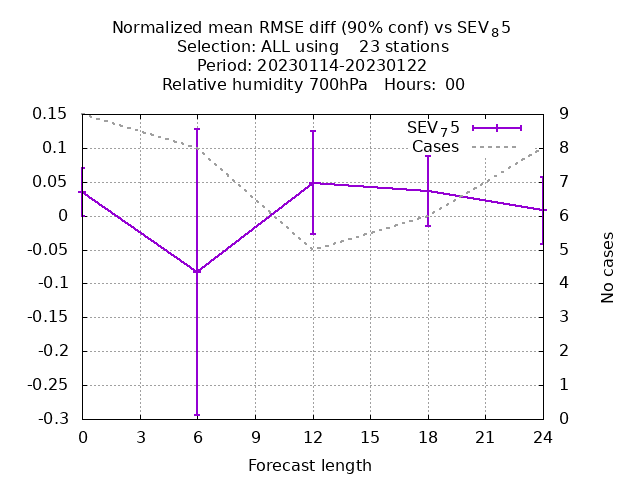 Normalized mean RMSE diff (90% conf) vs SEV₈5
Selection: ALL using    23 stations
Period: 20230114-20230122
Relative humidity 700hPa   Hours:  00
SEV₇5
Cases
0.15
0.1
0.05
0
-0.05
-0.1
-0.15
-0.2
-0.25
-0.3
9
8
7
6
5
4
3
2
1
0
No cases
0 3 6 9 12 15 18 21 24
Forecast length